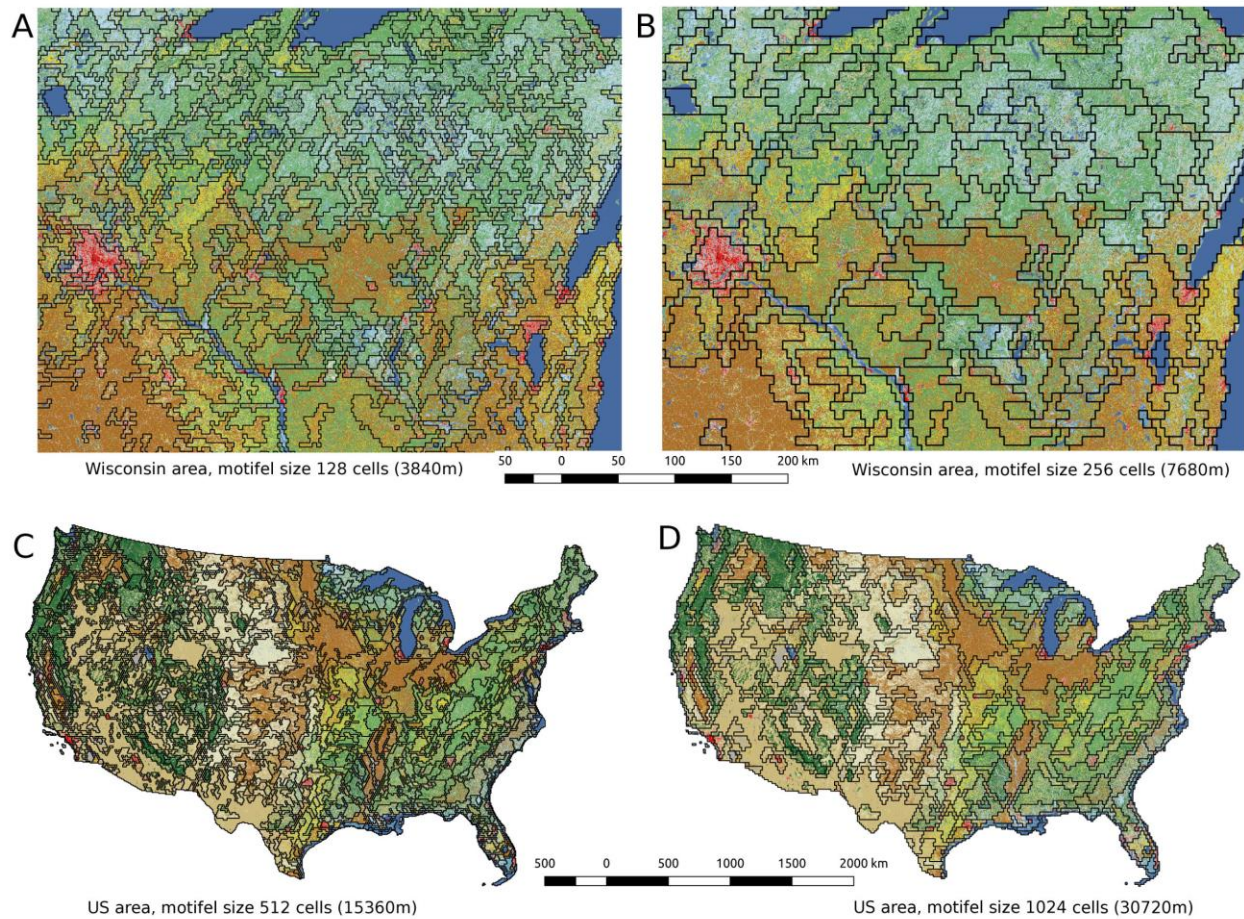 A
B
Wisconsin area, motifel size 128 cells (3840m)
Wisconsin area, motifel size 256 cells (7680m)
50 0 50 100 150 200 km
C
D
500 0 500 1000 1500 2000 km
US area, motifel size 512 cells (15360m)
US area, motifel size 1024 cells (30720m)